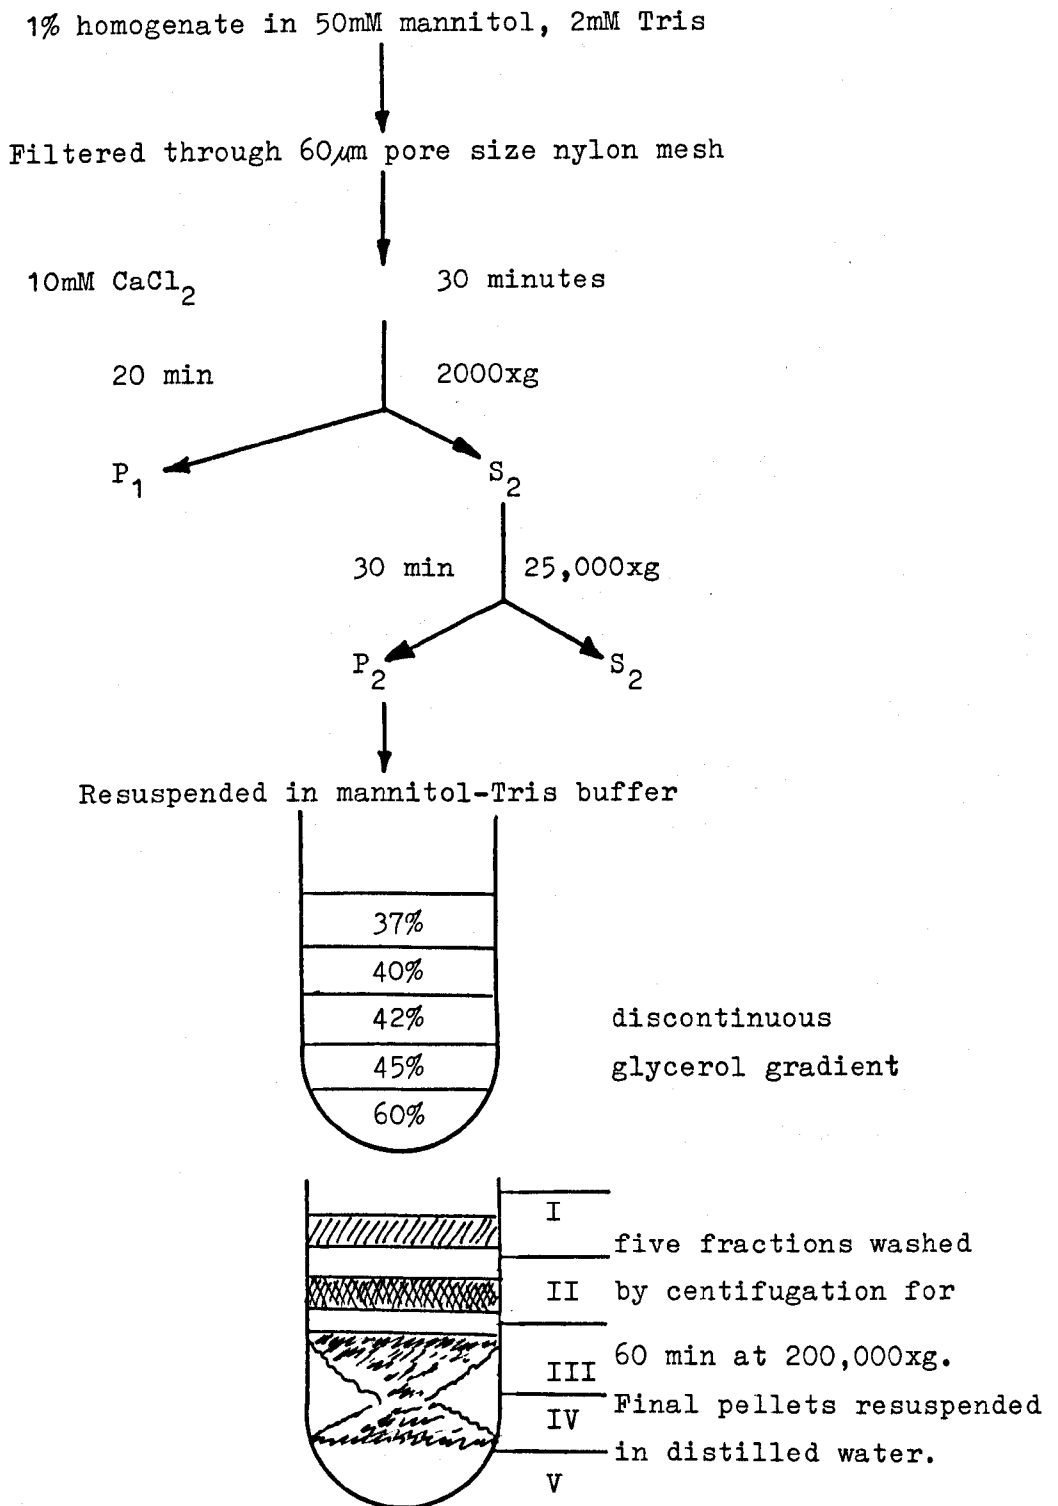 1% homogenate in 50mM mannitol, 2mM Tris
Filtered through 60μm pore size nylon mesh
10mM CaCl2 30 minutes
20 min 2000xg
P1 S2
30 min 25,000xg
P2 S2
Resuspended in mannitol-Tris buffer
37%
40%
42% discontinuous
45% glycerol gradient
60%
I
five fractions washed
II by centifugation for
III 60 min at 200,000xg.
IV Final pellets resuspended
in distilled water.
V